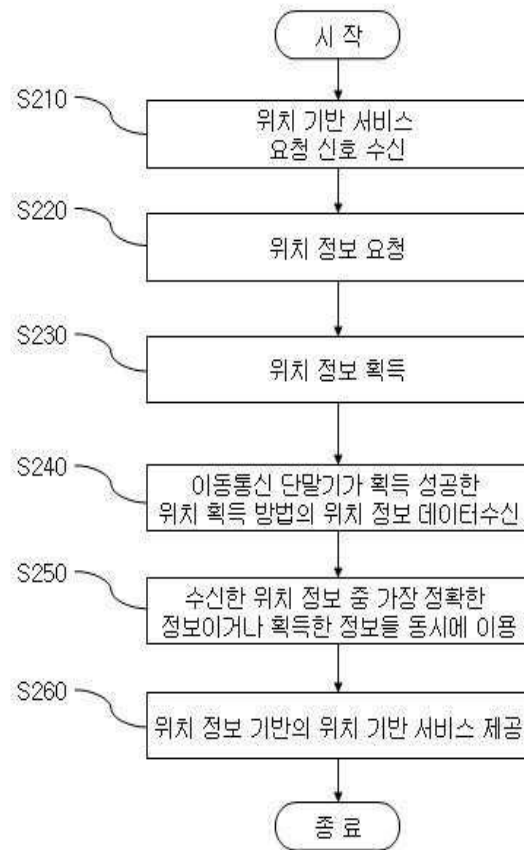 시 작
S210
위치 기반 서비스
요청 신호 수신
S220
위치 정보 요청
S230
위치 정보 획득
S240
이동통신 단말기가 획득 성공한
위치 획득 방법의 위치 정보 데이터수신
S250
수신한 위치 정보 중 가장 정확한
정보이거나 획득한 정보들 동시에 이용
S260
위치 정보 기반의 위치 기반 서비스 제공
종 료